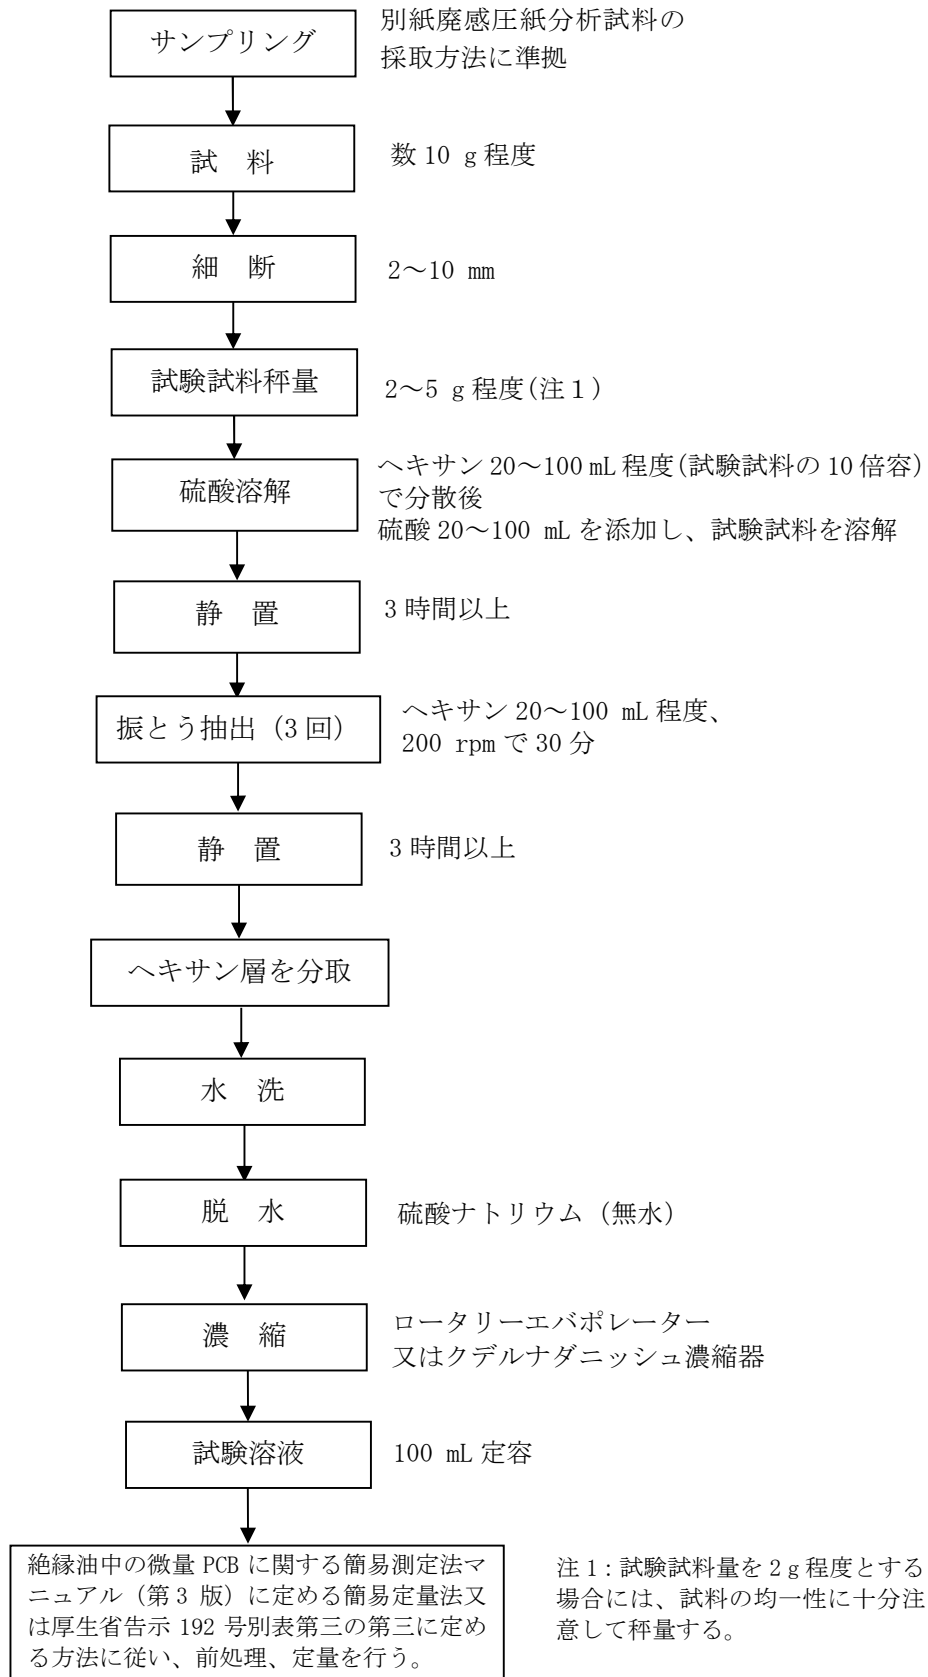 サンプリング
別紙廃感圧紙分析試料の
採取方法に準拠
試　料
数 10 g 程度
細　断
2～10 mm
試験試料秤量
2～5 g 程度(注１)
硫酸溶解
ヘキサン 20～100 mL 程度(試験試料の 10 倍容)
で分散後
硫酸 20～100 mL を添加し、試験試料を溶解
静　置
3 時間以上
振とう抽出（3 回）
ヘキサン 20～100 mL 程度、
200 rpm で 30 分
静　置
3 時間以上
ヘキサン層を分取
水　洗
脱　水
硫酸ナトリウム（無水）
濃　縮
ロータリーエバポレーター
又はクデルナダニッシュ濃縮器
試験溶液
100 mL 定容
絶縁油中の微量 PCB に関する簡易測定法マ
ニュアル（第 3 版）に定める簡易定量法又
は厚生省告示 192 号別表第三の第三に定め
る方法に従い、前処理、定量を行う。
注 1：試験試料量を 2 g 程度とする
場合には、試料の均一性に十分注
意して秤量する。